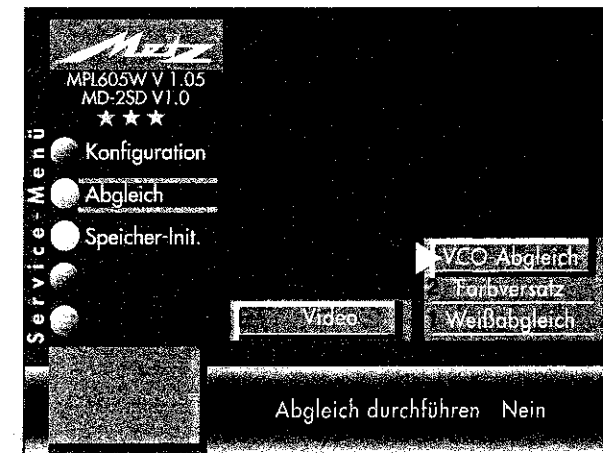 Metz
MPL605W V 1.05
MD-2SD V1.0
Service-Menü
Konfiguration
Abgleich
Speicher-Init.
Video
VCO-Abgleich
Farbversatz
Weißabgleich
Abgleich durchführen Nein